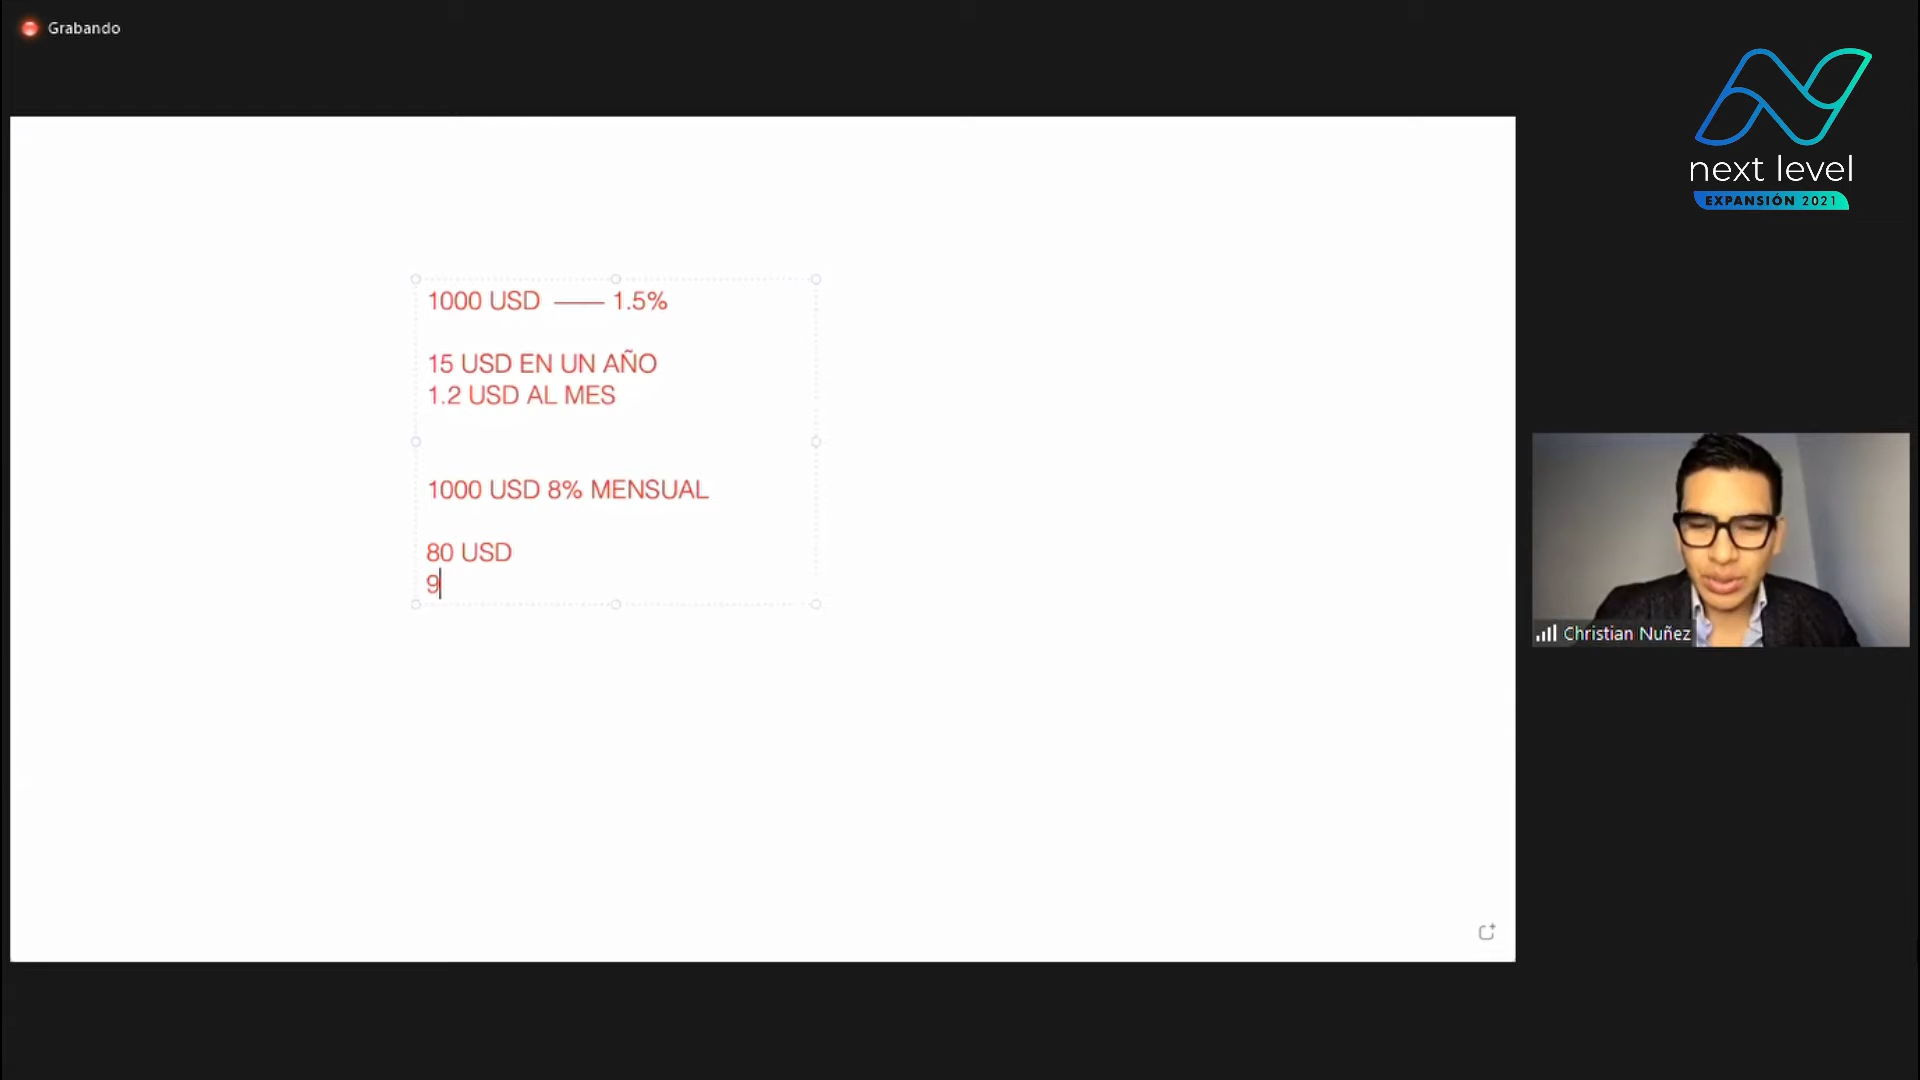 Grabando
next level
EXPANSIÓN 2021
1000 USD —— 1.5%
15 USD EN UN AÑO
1.2 USD AL MES
1000 USD 8% MENSUAL
80 USD
9
Christian Nuñez